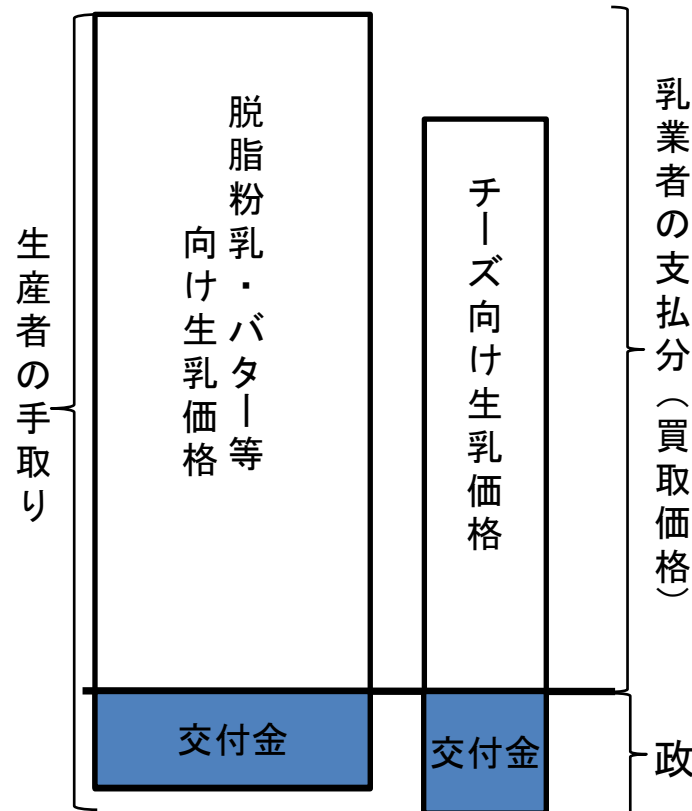 生産者の手取り
脱脂粉乳・バター等
向け生乳価格
チーズ向け生乳価格
乳業者の支払分（買取価格）
交付金
交付金
政